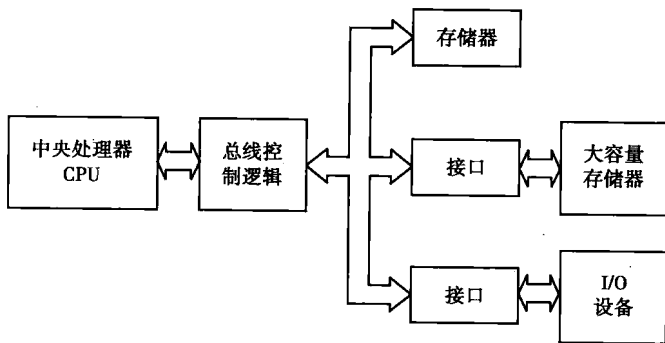 存储器
中央处理器
CPU
总线控
制逻辑
接口
大容量
存储器
接口
I/O
设备